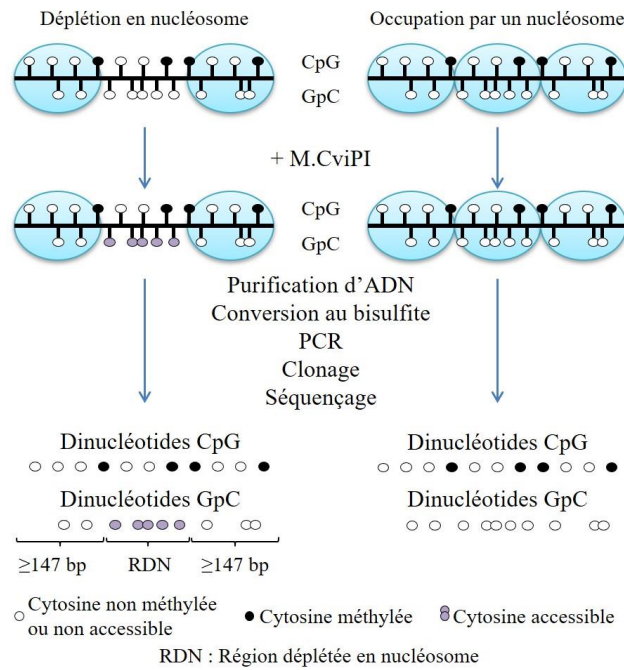 Déplétion en nucléosome
Occupation par un nucléosome
CpG
GpC
+ M.CviPI
CpG
GpC
Purification d’ADN
Conversion au bisulfite
PCR
Clonage
Séquençage
Dinucléotides CpG
Dinucléotides CpG
Dinucléotides GpC
Dinucléotides GpC
≥147 bp
RDN
≥147 bp
Cytosine non méthylée
ou non accessible
Cytosine méthylée
Cytosine accessible
RDN : Région déplétée en nucléosome